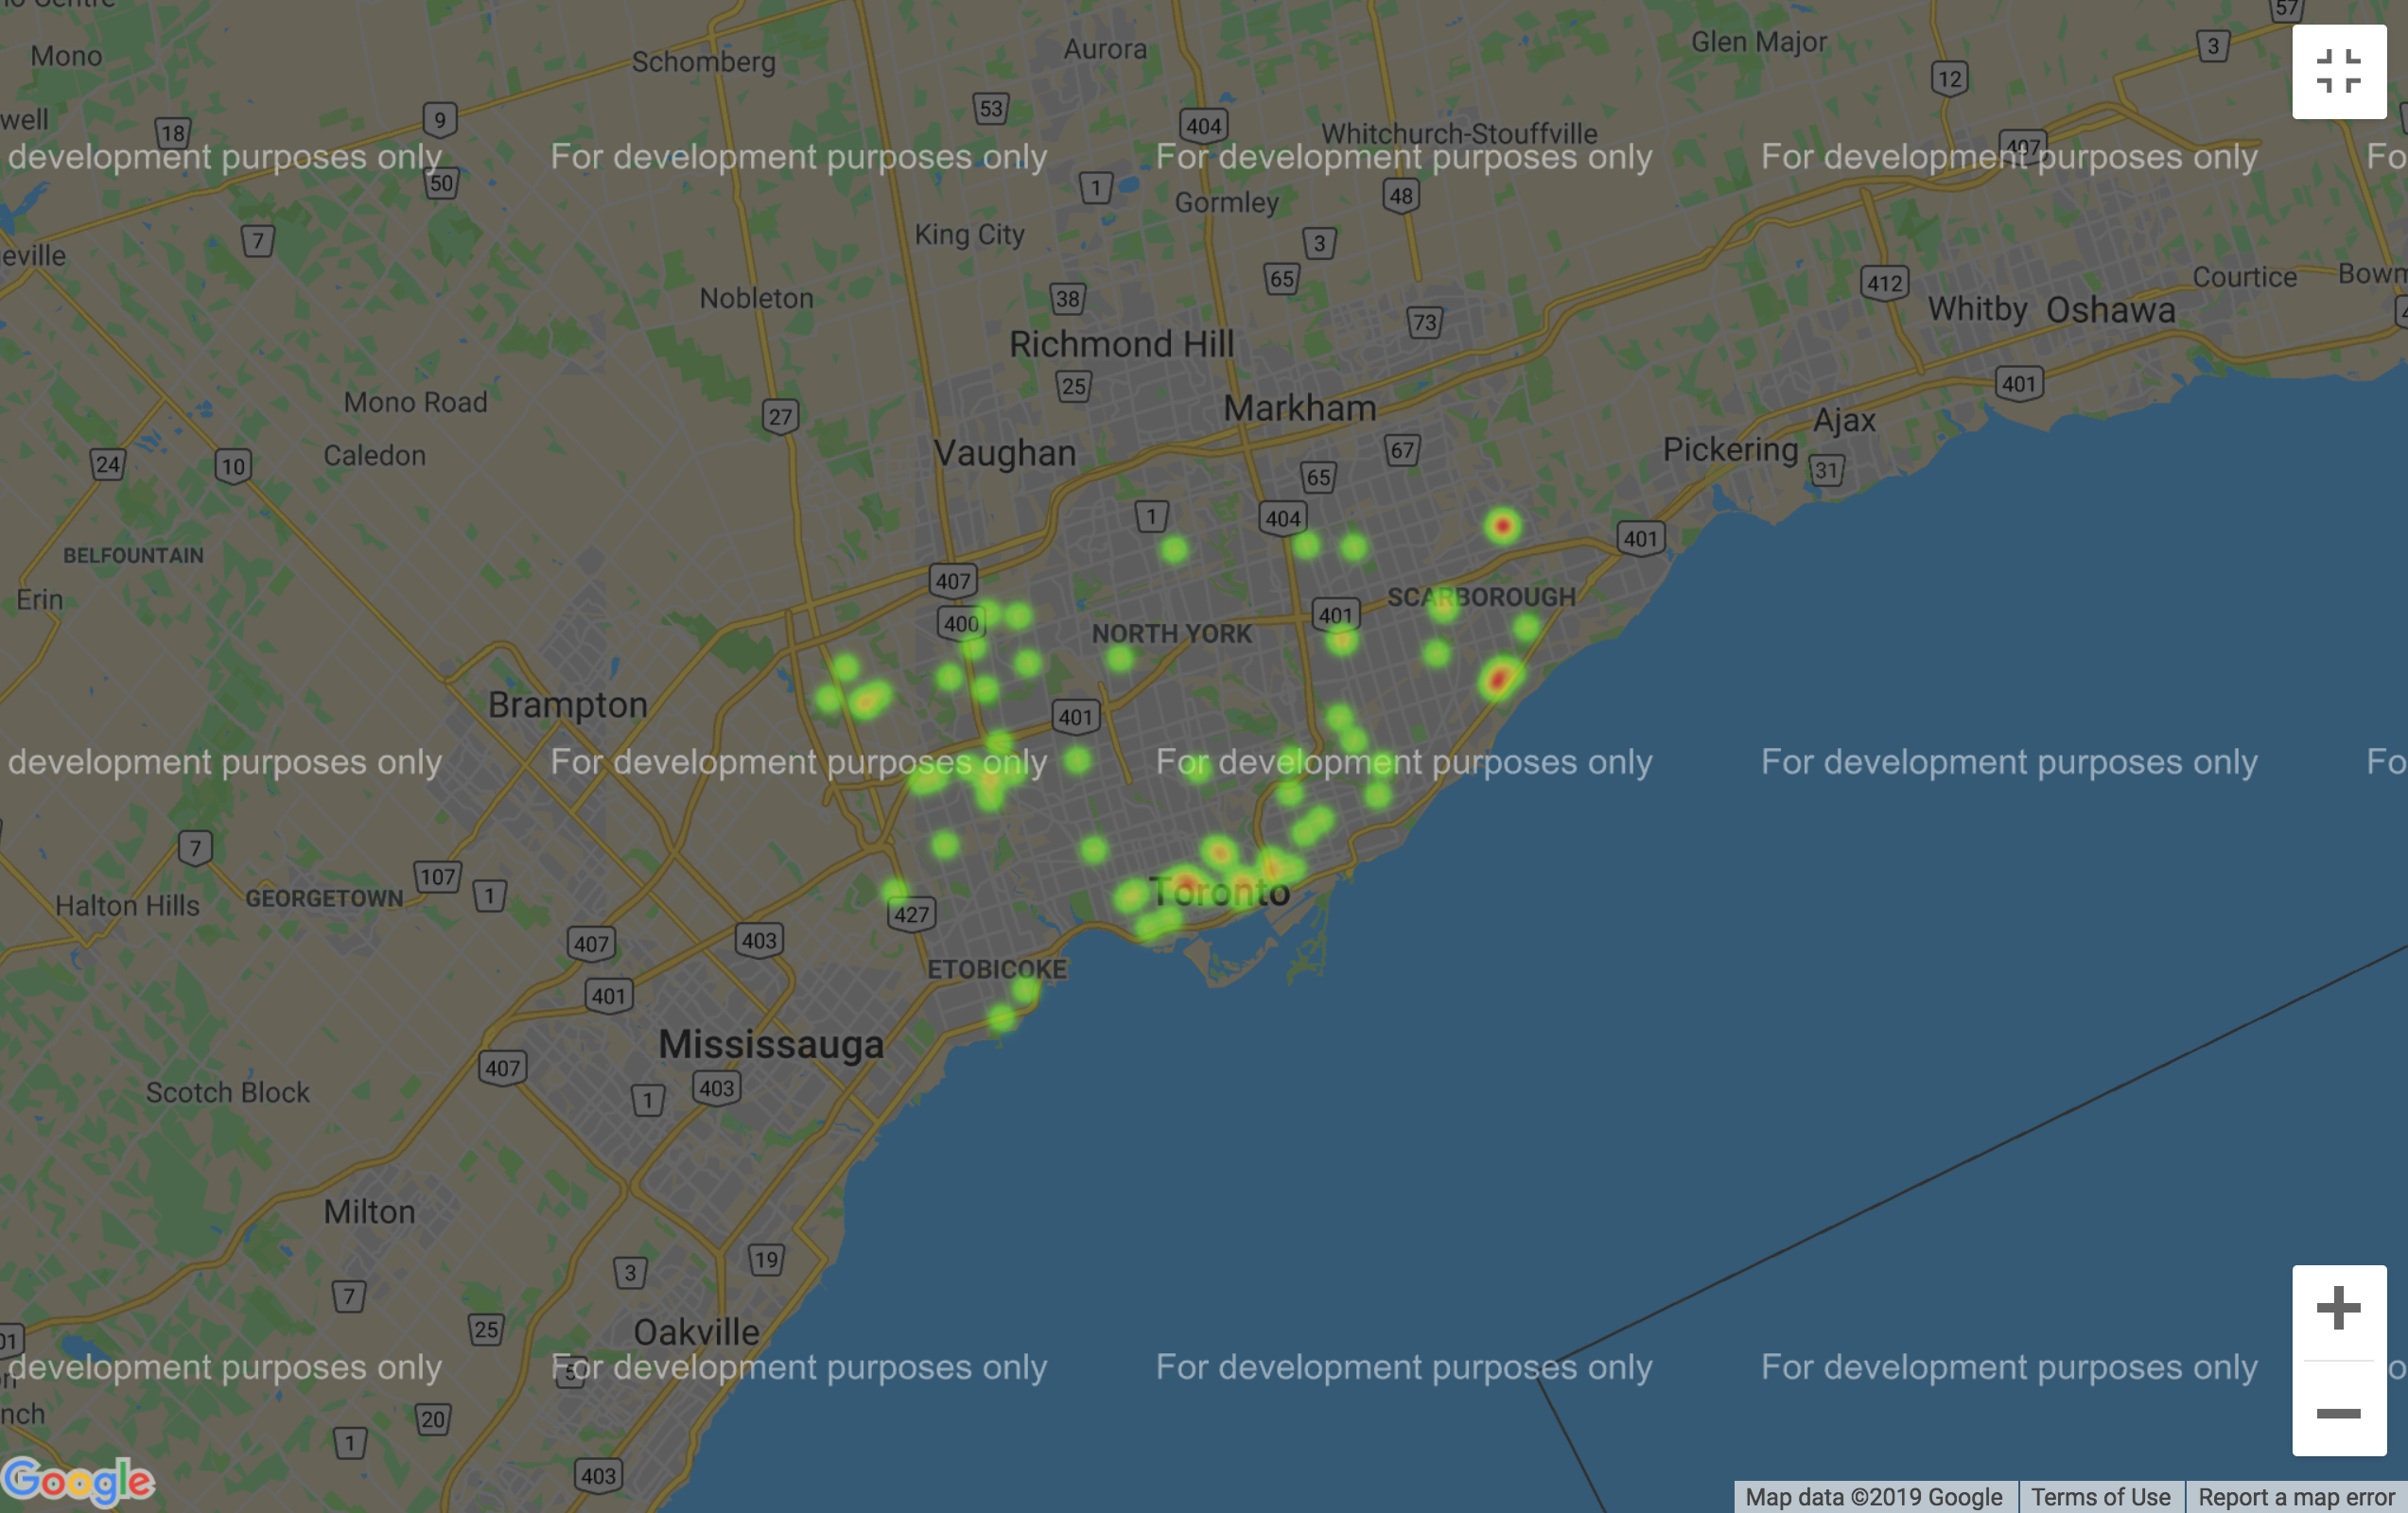 Mono
Schomberg
Aurora
Glen Major
57
3
12
53
404
Whitchurch-Stouffville
407
well
18
9
development purposes only
For development purposes only
For development purposes only
For development purposes only
Fo
50
1
48
Gormley
King City
3
7
eville
65
412
Courtice
Bowm
Nobleton
38
Whitby
Oshawa
73
Richmond Hill
25
401
Mono Road
27
Markham
Ajax
Caledon
Vaughan
67
Pickering
24
10
65
31
1
404
401
BELFOUNTAIN
407
Erin
SCARBOROUGH
400
401
NORTH YORK
Brampton
401
development purposes only
For development purposes only
For development purposes only
For development purposes only
Fo
7
107
1
GEORGETOWN
Halton Hills
Toronto
427
407
403
ETOBICOKE
401
Mississauga
407
403
Scotch Block
1
Milton
19
3
7
25
Oakville
01
development purposes only
For development purposes only
For development purposes only
For development purposes only
5
nch
20
1
403
Google
Map data ©2019 Google
Terms of Use
Report a map error